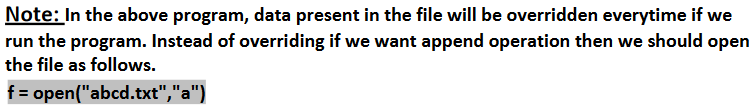 Note: In the above program, data present in the file will be overridden everytime if we
run the program. Instead of overriding if we want append operation then we should open
the file as follows.
f = open("abcd.txt","a")